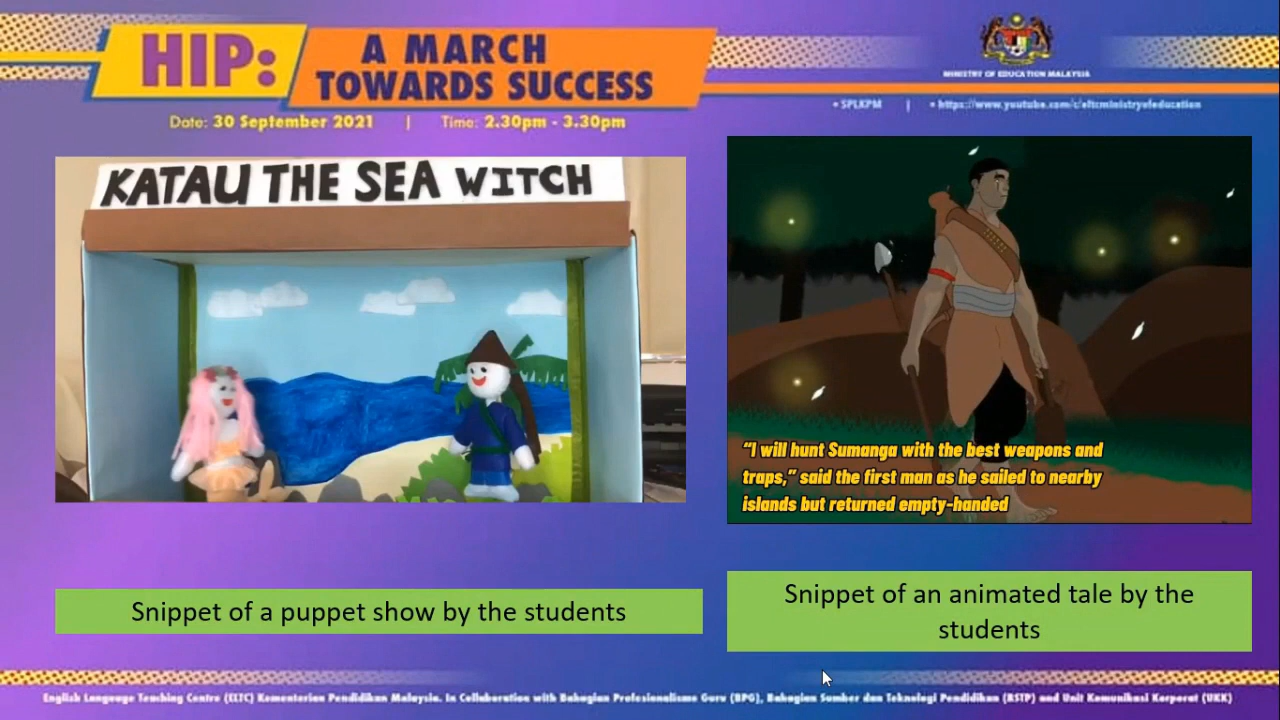 HIP:
A MARCH
TOWARDS SUCCESS
MINISTRY OF EDUCATION MALAYSIA
• SPLKPM | • https://www.youtube.com/c/eltcministryofeducation
Date: 30 September 2021 | Time: 2.30pm - 3.30pm
KATAU THE SEA WITCH
“I will hunt Sumanga with the best weapons and
traps,” said the first man as he sailed to nearby
islands but returned empty-handed
Snippet of a puppet show by the students
Snippet of an animated tale by the
students
English Language Teaching Centre (ELTC) Kementerian Pendidikan Malaysia. In Collaboration with Bahagian Profesionalisme Guru (BPG), Bahagian Sumber dan Teknologi Pendidikan (BSTP) and Unit Komunikasi Korporat (UKK)